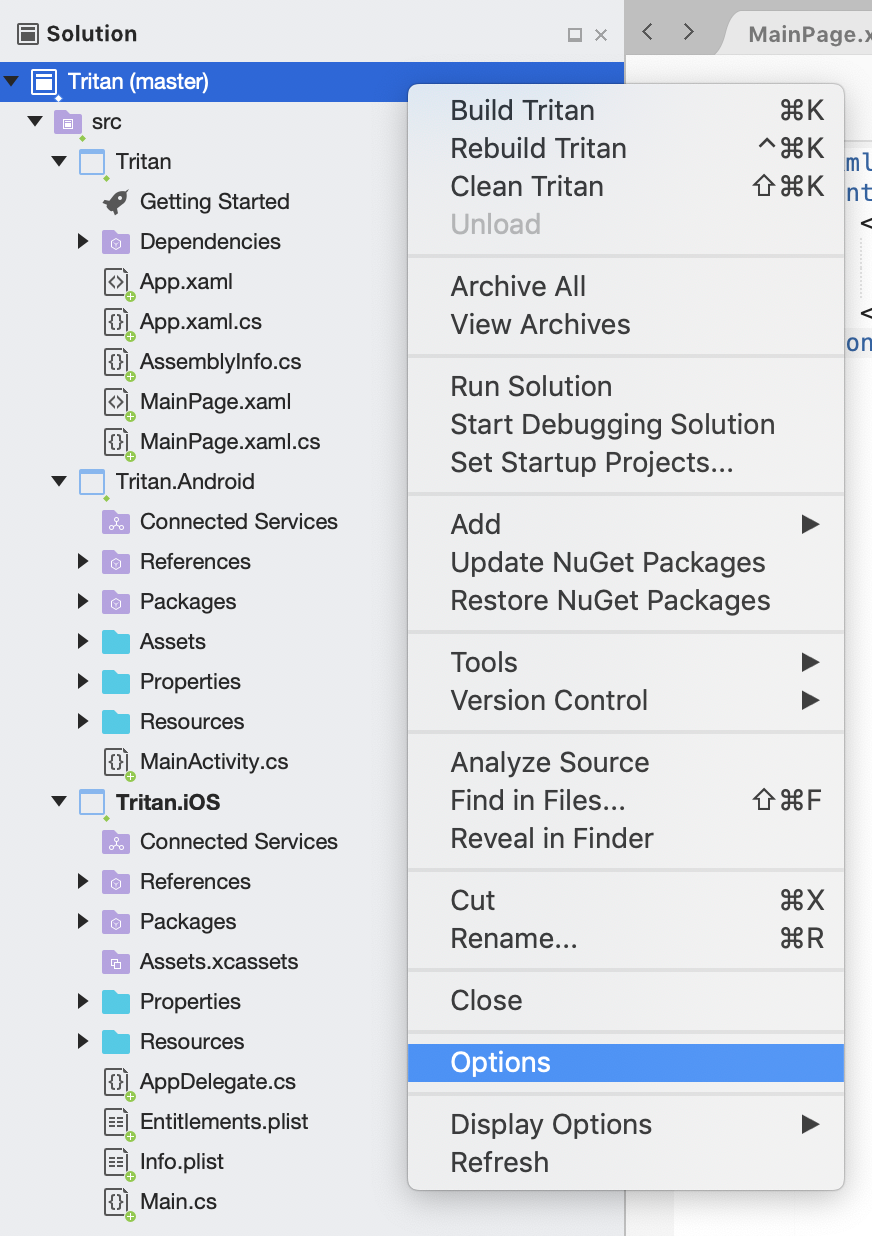 Solution
Tritan (master)
src
Tritan
Getting Started
Dependencies
App.xaml
App.xaml.cs
AssemblyInfo.cs
MainPage.xaml
MainPage.xaml.cs
Tritan.Android
Connected Services
References
Packages
Assets
Properties
Resources
MainActivity.cs
Tritan.iOS
Connected Services
References
Packages
Assets.xcassets
Properties
Resources
AppDelegate.cs
Entitlements.plist
Info.plist
Main.cs
MainPage.x
Build Tritan ⌘K
Rebuild Tritan ^⌘K
Clean Tritan ⇧⌘K
Unload
Archive All
View Archives
Run Solution
Start Debugging Solution
Set Startup Projects...
Add
Update NuGet Packages
Restore NuGet Packages
Tools
Version Control
Analyze Source
Find in Files... ⇧⌘F
Reveal in Finder
Cut ⌘X
Rename... ⌘R
Close
Options
Display Options
Refresh
ml
nt
<
<
on